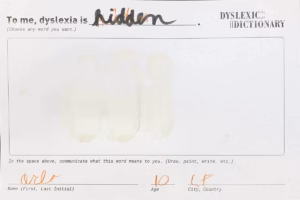 To me, dyslexia is hidden.
(Choose any word you want.)
DYSLEXIC
DICTIONARY
In the space above, communicate what this word means to you. (Draw, paint, write, etc.)
Orlo 10
Name (First, Last Initial) Age City, Country